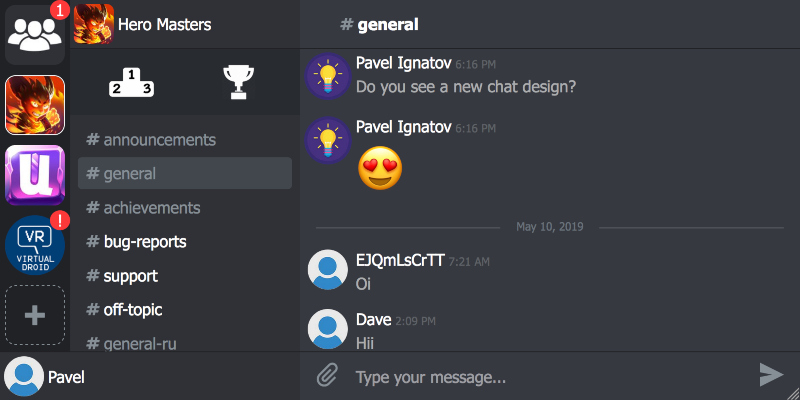 1
Hero Masters
1
2 3
# announcements
# general
# achievements
# bug-reports
# support
# off-topic
# general-ru
u
!
VR
VIRTUAL
DROID
+
Pavel
# general
Pavel Ignatov 6:16 PM
Do you see a new chat design?
Pavel Ignatov 6:16 PM
May 10, 2019
EJQmLsCrTT 7:21 AM
Oi
Dave 2:09 PM
Hii
Type your message...